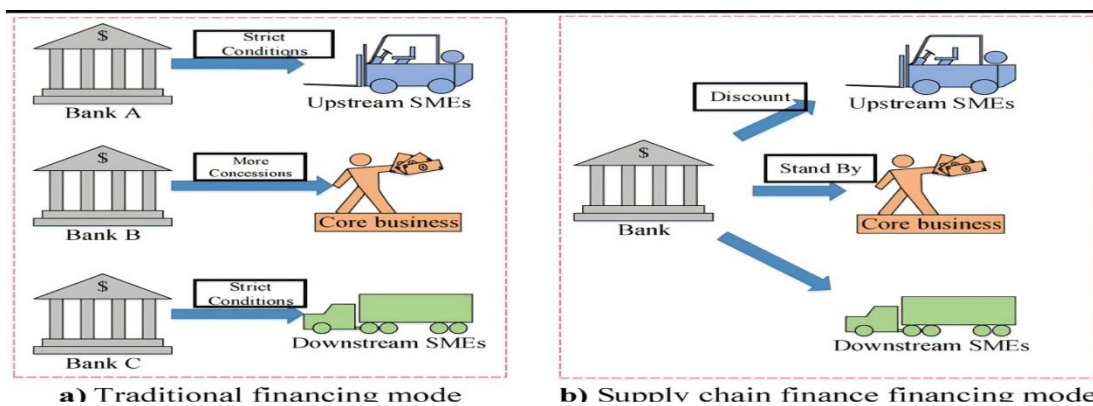 $
Strict
Conditions
Bank A
Upstream SMEs
$
More
Concessions
Bank B
Core business
$
Strict
Conditions
Bank C
Downstream SMEs
a) Traditional financing mode
Discount
Upstream SMEs
$
Stand By
Bank
Core business
Downstream SMEs
b) Supply chain finance financing mode